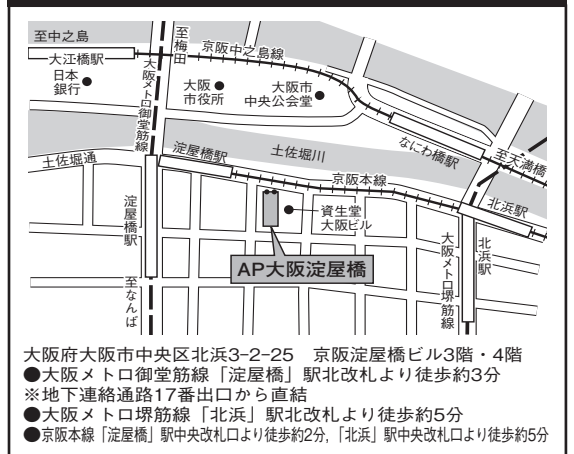 至中之島
大江橋駅
日本
銀行
至梅田
京阪中之島線
大阪メトロ御堂筋線
大阪
市役所
大阪市
中央公会堂
なにわ橋駅
至天満橋
土佐堀通
淀屋橋駅
土佐堀川
京阪本線
北浜駅
淀屋橋駅
資生堂
大阪ビル
大阪メトロ堺筋線
北浜駅
AP大阪淀屋橋
至なんば
大阪府大阪市中央区北浜3-2-25 京阪淀屋橋ビル3階・4階
●大阪メトロ御堂筋線「淀屋橋」駅北改札より徒歩約3分
※地下連絡通路17番出口から直結
●大阪メトロ堺筋線「北浜」駅北改札より徒歩約5分
●京阪本線「淀屋橋」駅中央改札口より徒歩約2分,「北浜」駅中央改札口より徒歩約5分